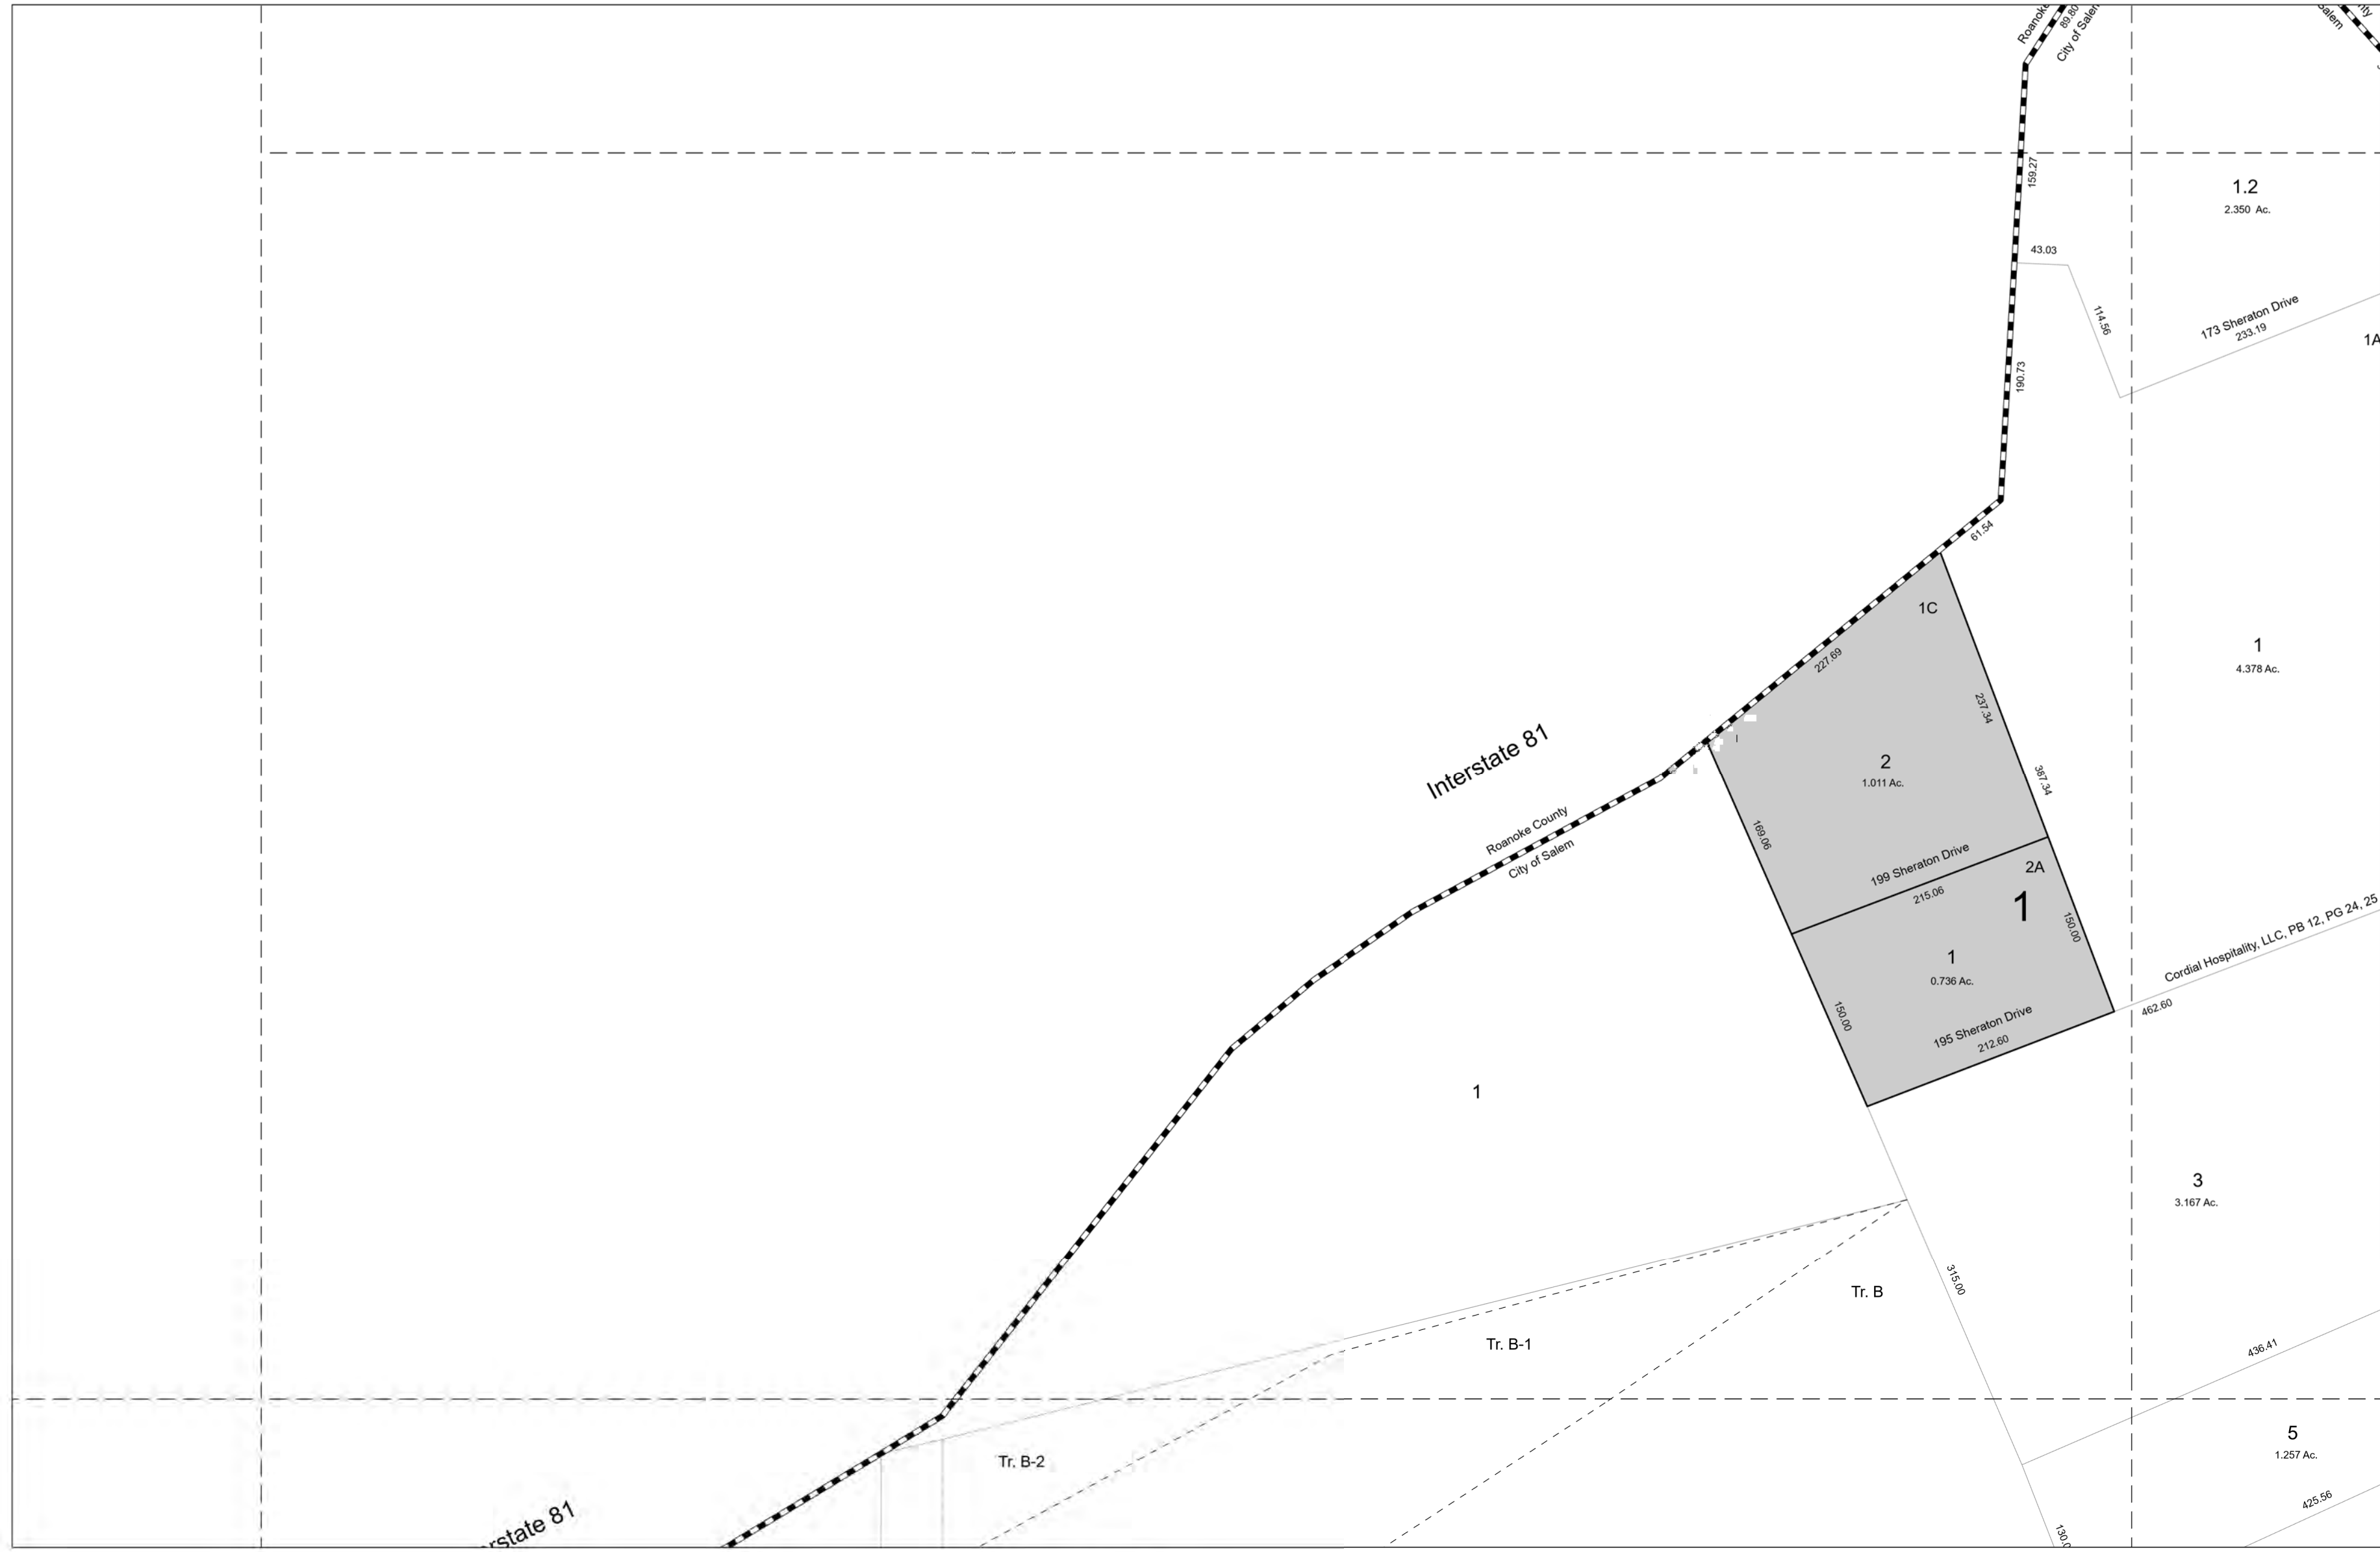 Roanoke
89.80
City of Salem
nty
Salem
159.27
1.2
2.350 Ac.
43.03
114.56
173 Sheraton Drive
233.19
1A
190.73
61.54
1C
227.69
1
4.378 Ac.
237.34
Interstate 81
2
1.011 Ac.
387.34
Roanoke County
City of Salem
169.06
199 Sheraton Drive
215.06
2A
1
150.00
Cordial Hospitality, LLC, PB 12, PG 24, 25
462.60
1
0.736 Ac.
150.00
195 Sheraton Drive
212.60
1
3
3.167 Ac.
315.00
Tr. B
Tr. B-1
436.41
Tr. B-2
5
1.257 Ac.
425.56
rstate 81
130.0